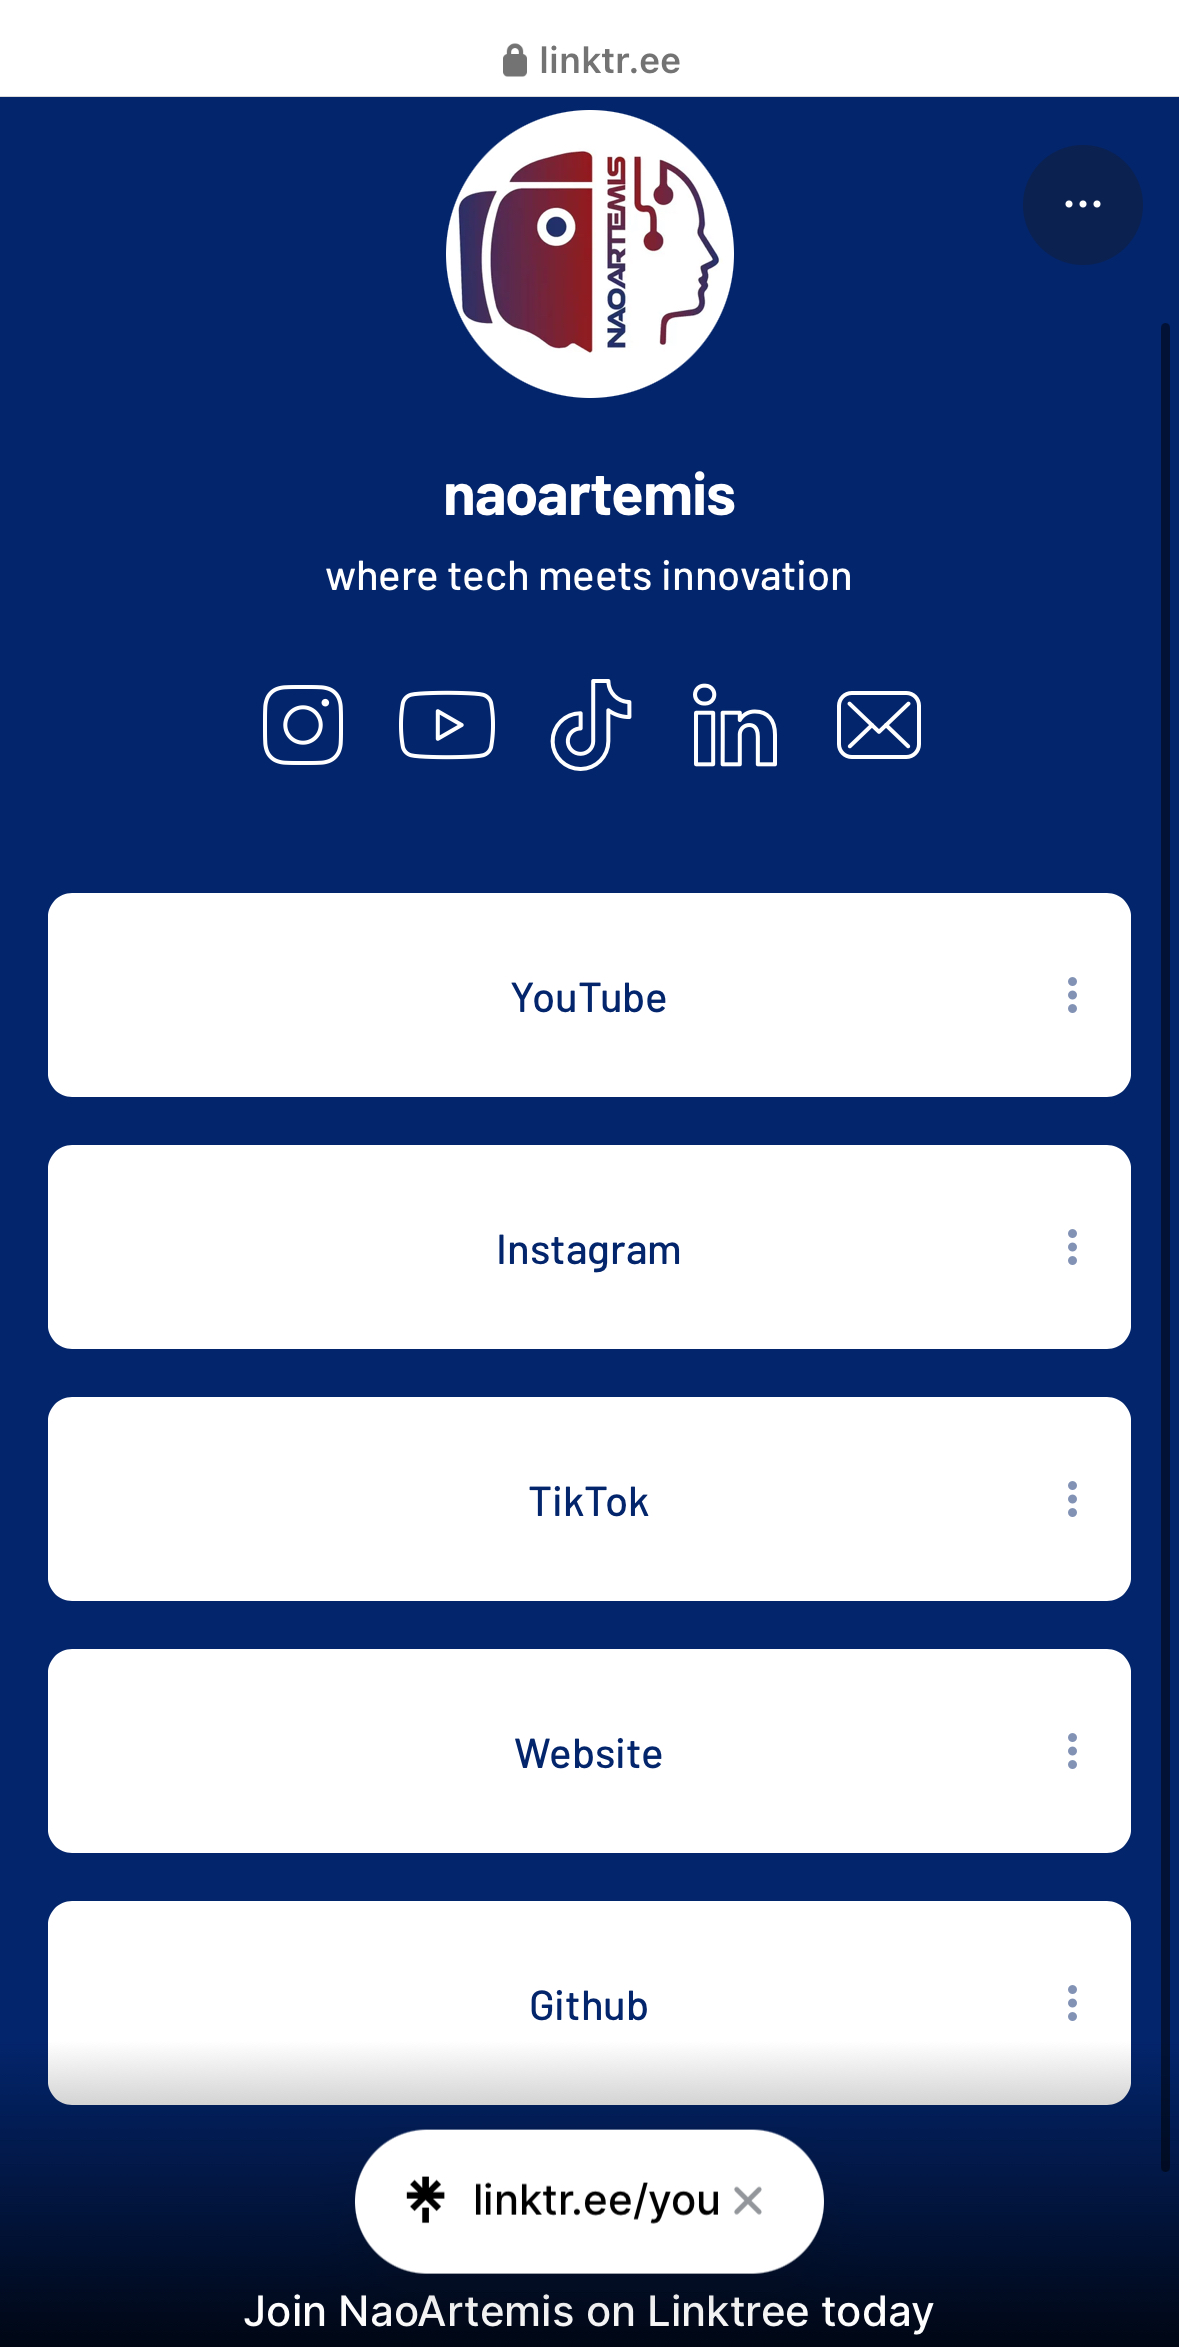 linktr.ee
NAOARTEMIS
naoartemis
where tech meets innovation
YouTube
Instagram
TikTok
Website
Github
linktr.ee/you
Join NaoArtemis on Linktree today